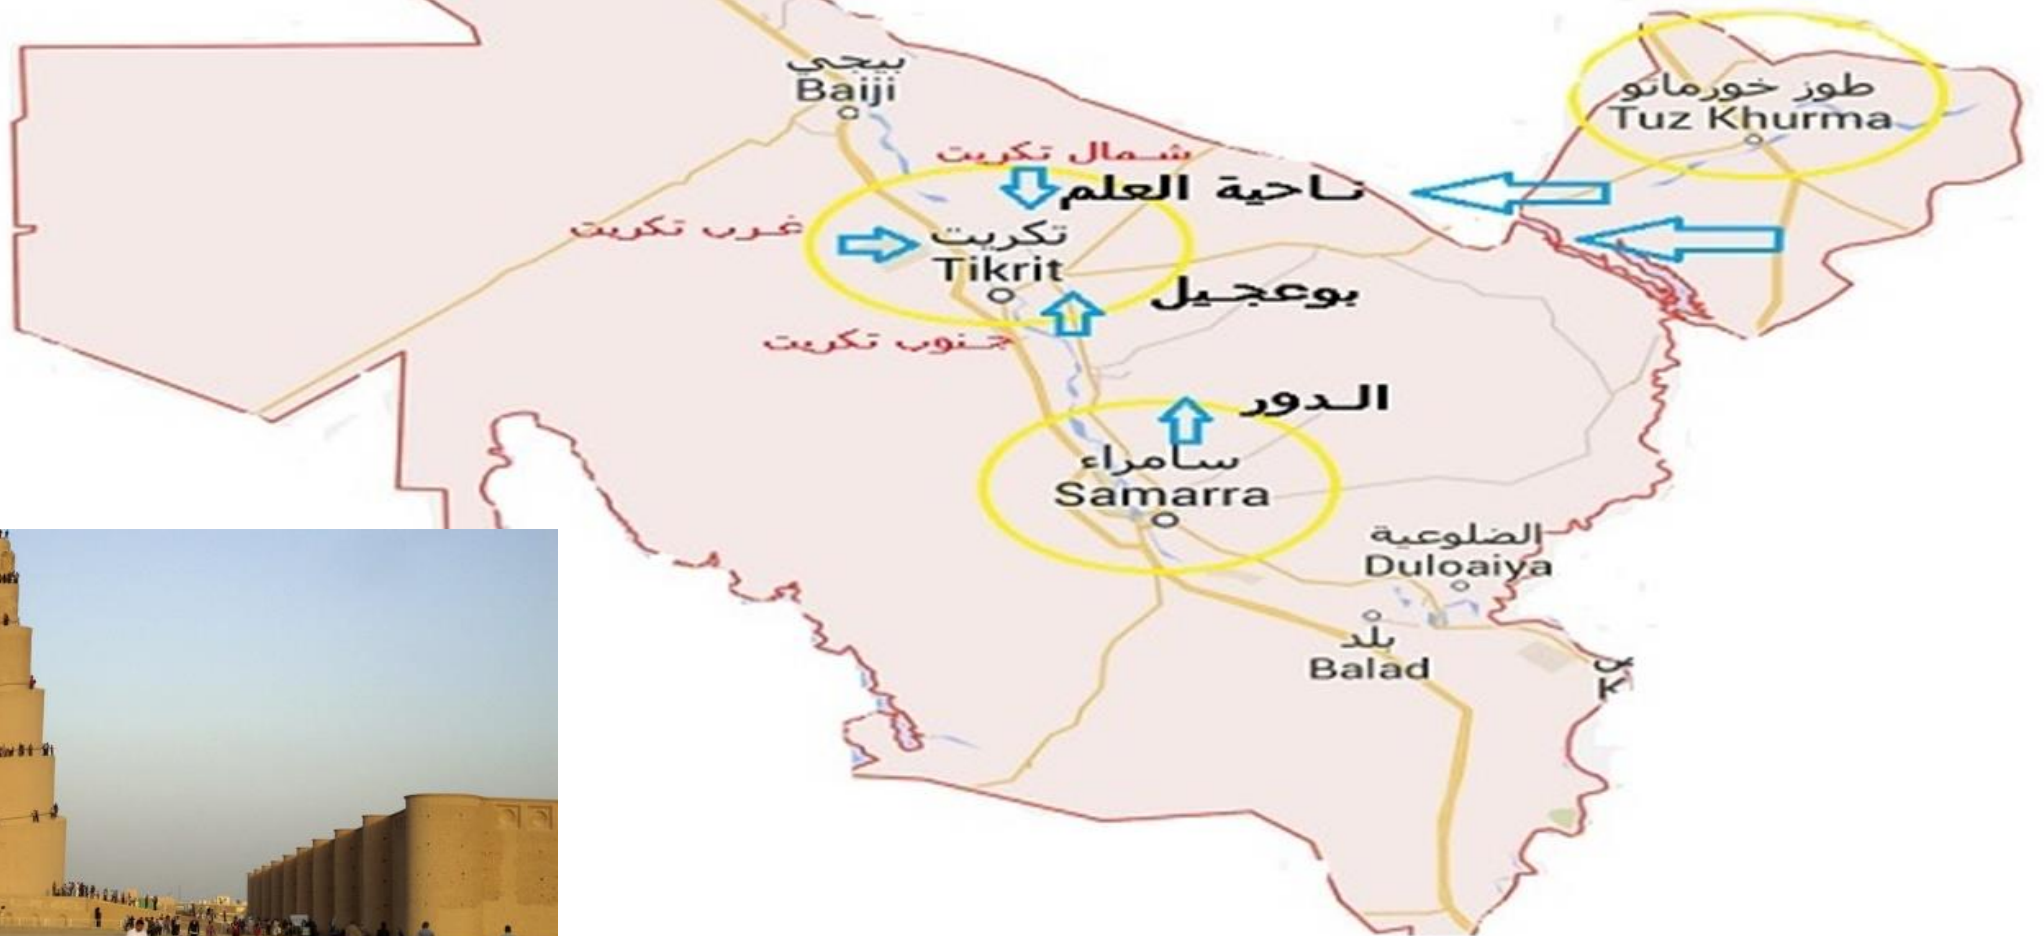 بيجي
Baiji
طوز خورماتو
Tuz Khurma
شمال تكريت
ناحية العلم
غرب تكريت
تكريت
Tikrit
بوعجيل
جنوب تكريت
الدور
سامراء
Samarra
الضلوعية
Duloaiya
بلد
Balad